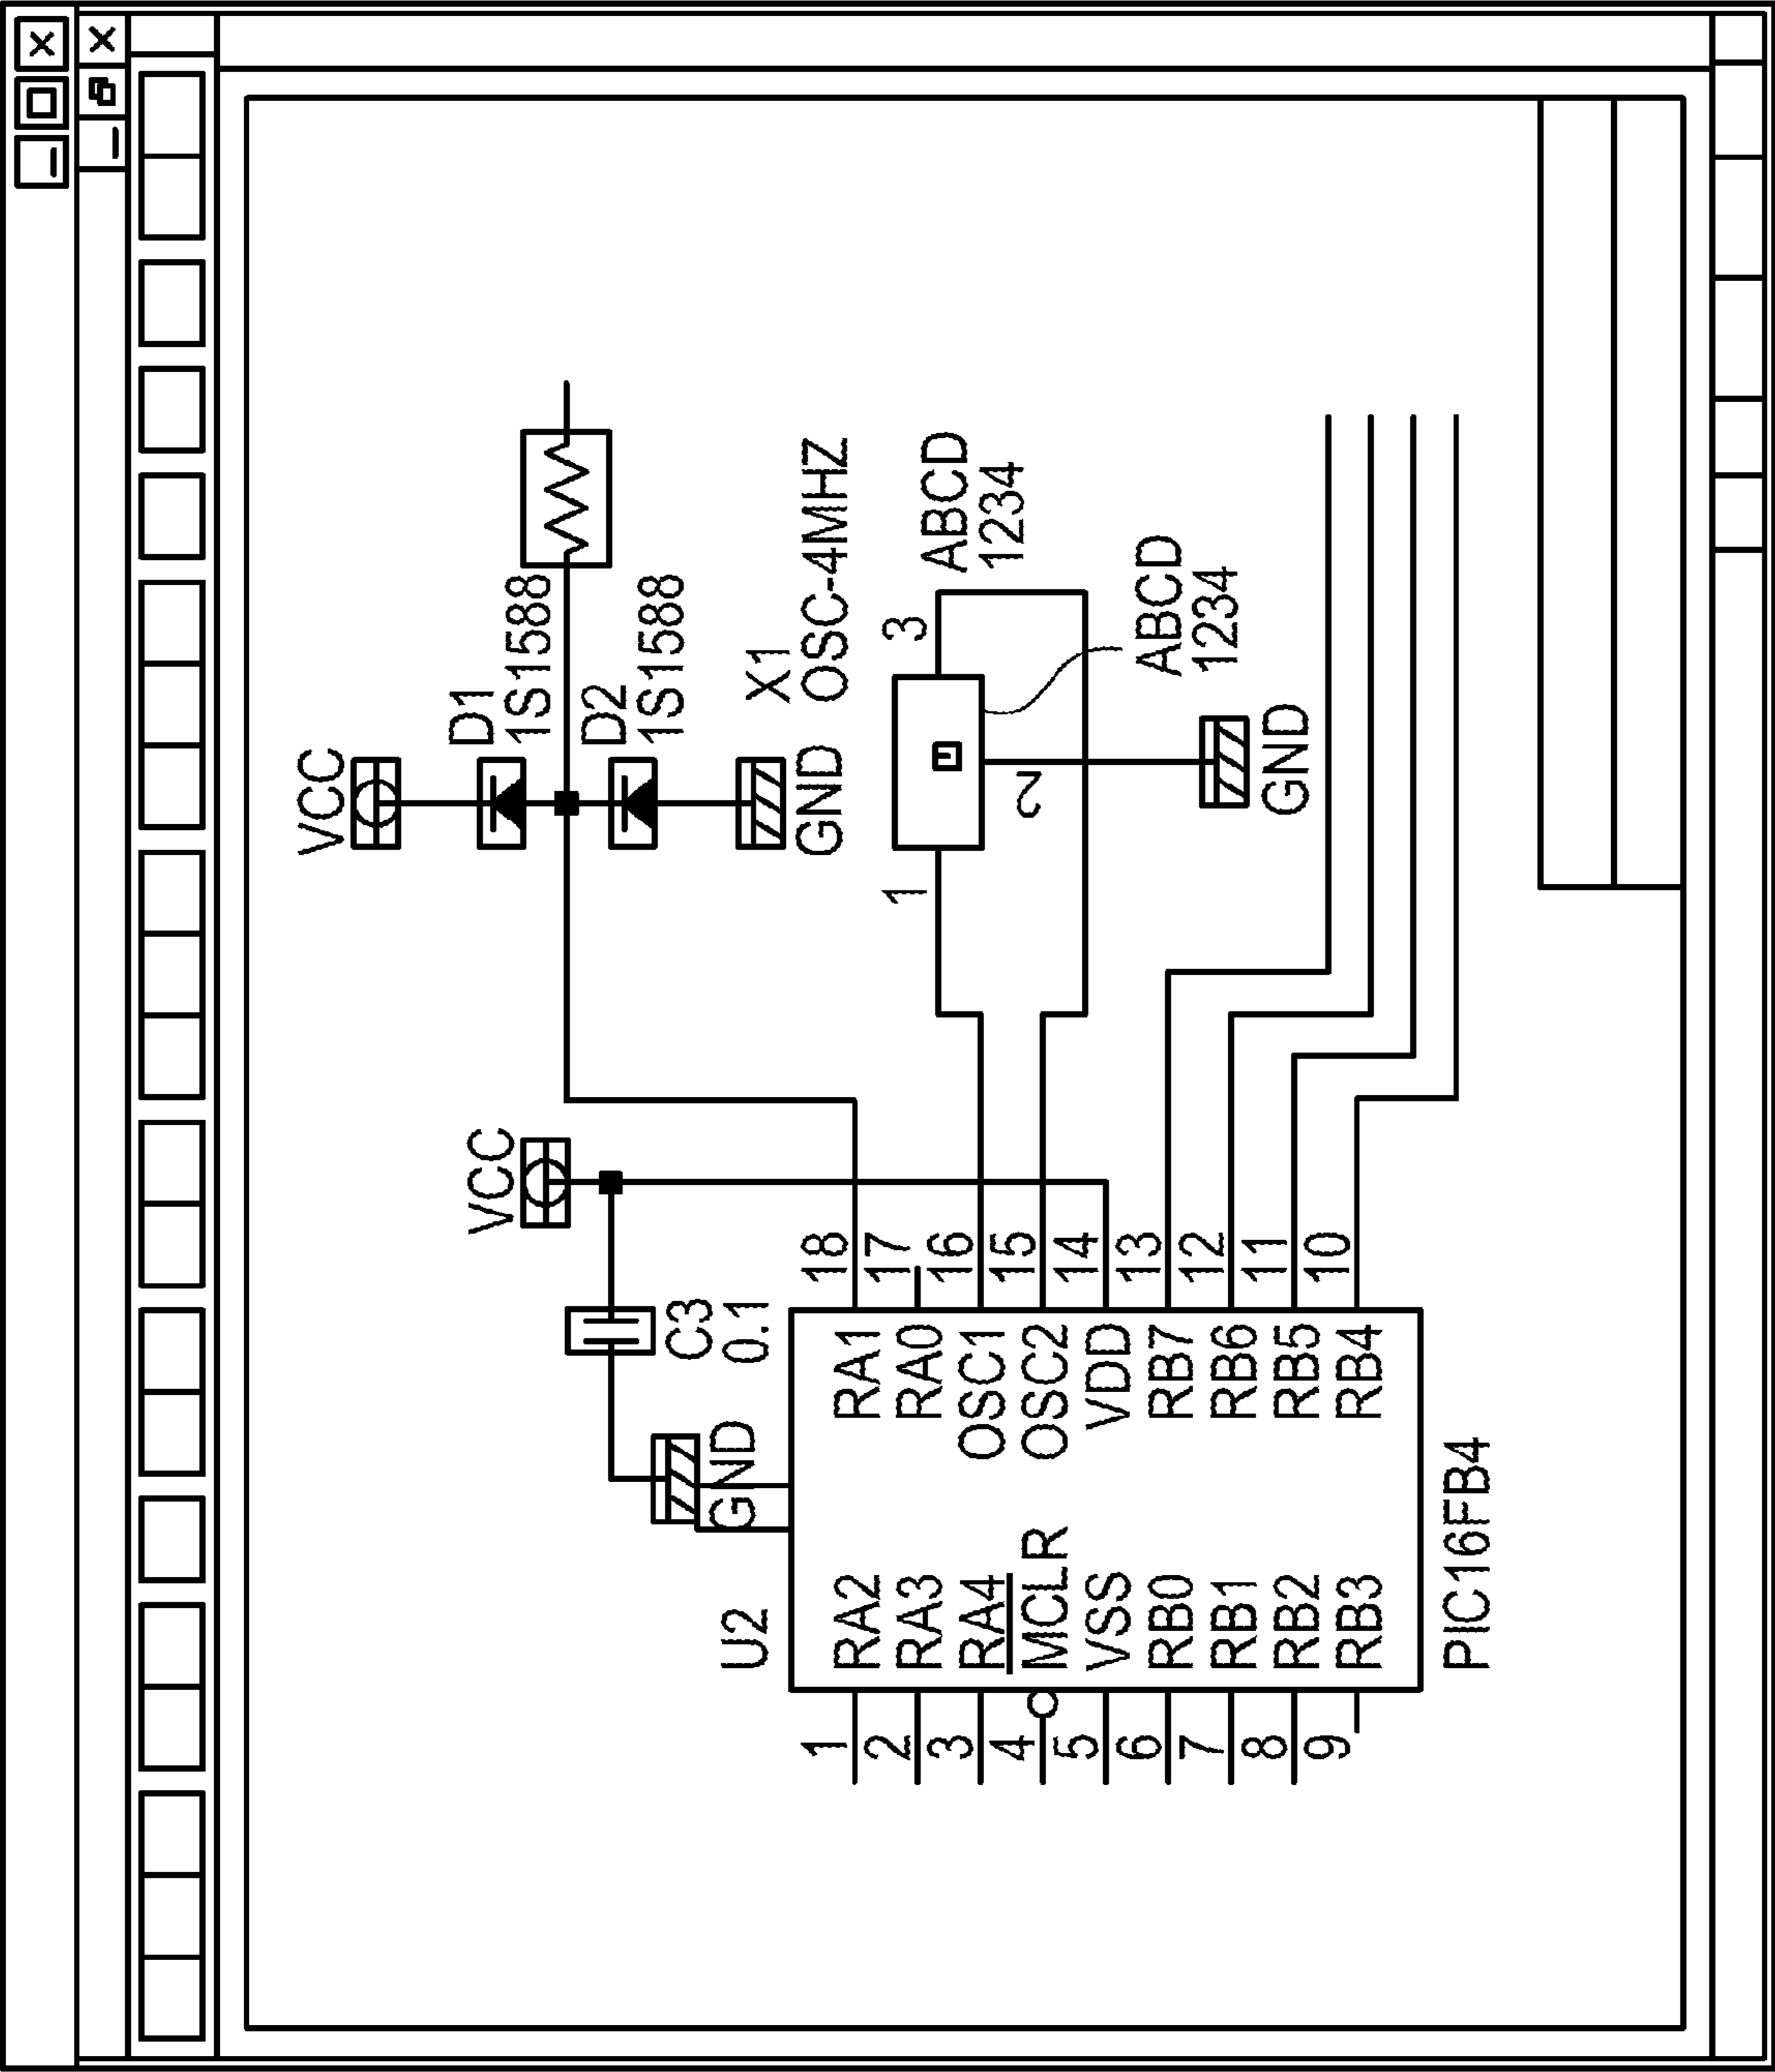 VCC
D1
1S1588
VCC
D2
1S1588
GND
C3
0.1
GND
X1
OSC-4MHZ
U2
1 RA2 RA1 18
2 RA3 RA0 17
3 RA4 OSC1 16
4 MCLR OSC2 15
5 VSS VDD 14
6 RB0 RB7 13
7 RB1 RB6 12
8 RB2 RB5 11
9 RB3 RB4 10
PIC16FB4
1
3
2
ABCD
1234
ABCD
1234
GND